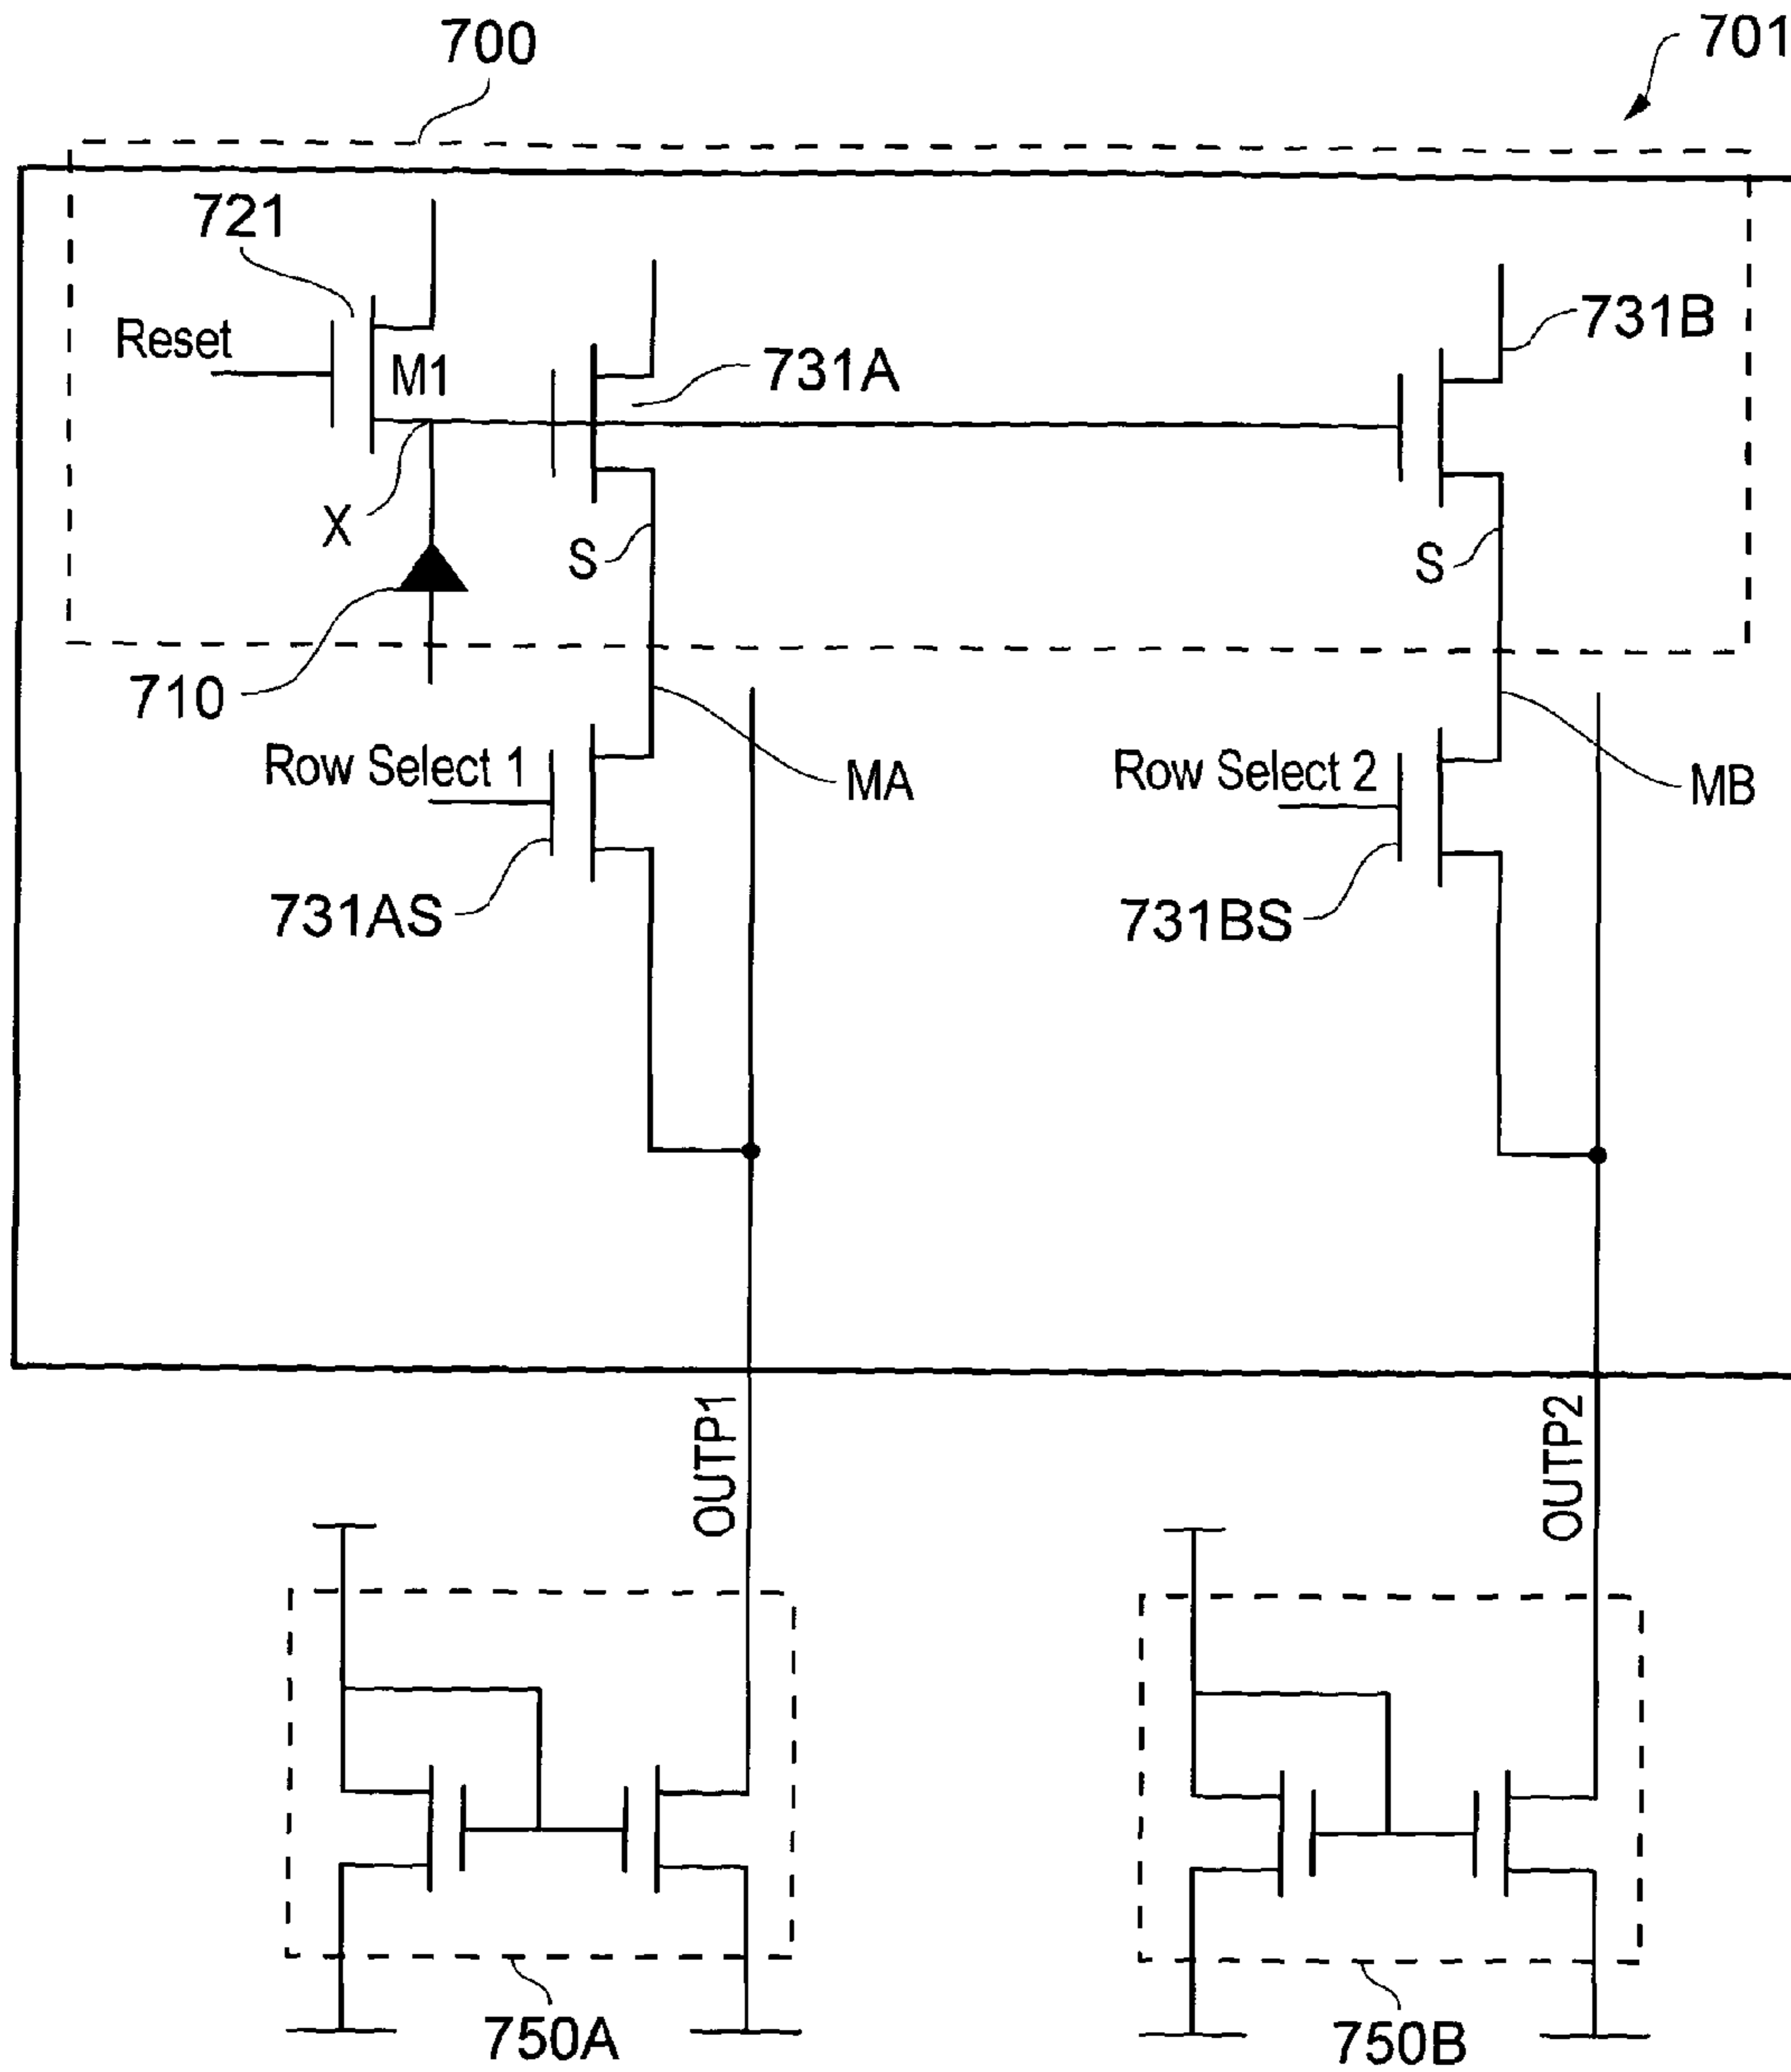 700
701
721
Reset
M1
731A
731B
X
S
S
710
Row Select 1
MA
Row Select 2
MB
731AS
731BS
OUTP1
OUTP2
750A
750B